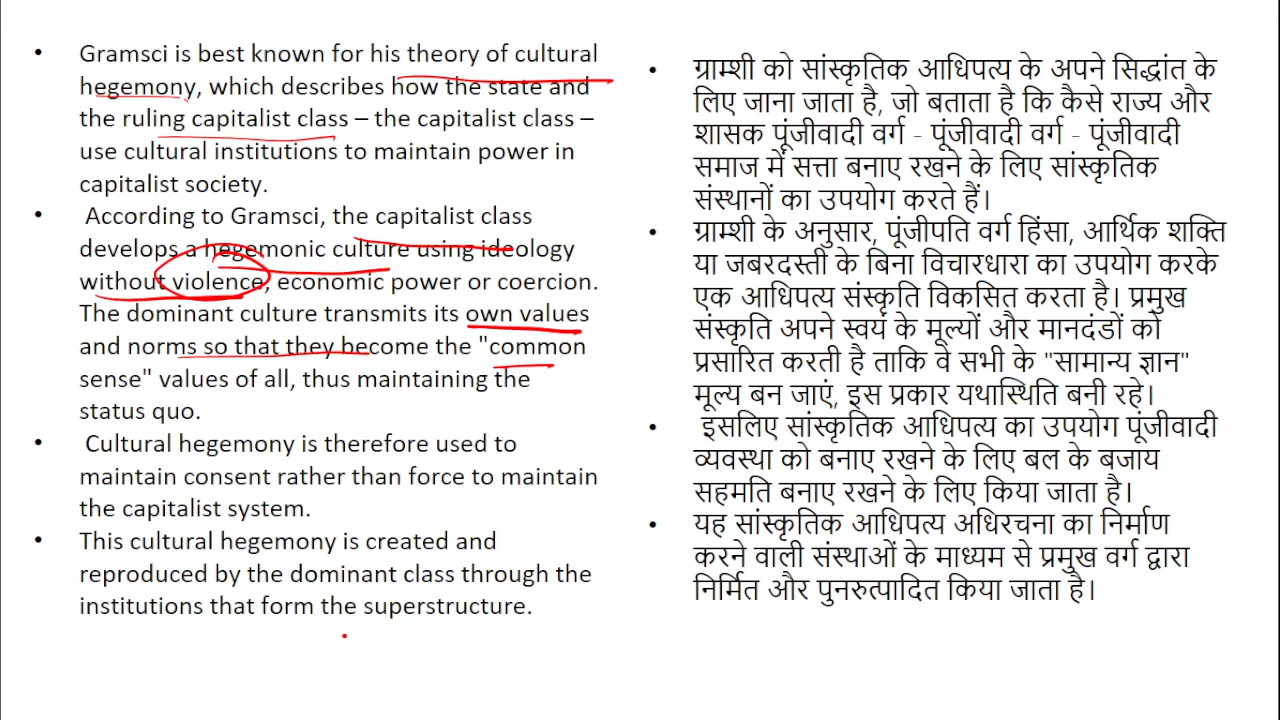 • Gramsci is best known for his theory of cultural
hegemony, which describes how the state and
the ruling capitalist class – the capitalist class –
use cultural institutions to maintain power in
capitalist society.
• According to Gramsci, the capitalist class
develops a hegemonic culture using ideology
without violence, economic power or coercion.
The dominant culture transmits its own values
and norms so that they become the "common
sense" values of all, thus maintaining the
status quo.
• Cultural hegemony is therefore used to
maintain consent rather than force to maintain
the capitalist system.
• This cultural hegemony is created and
reproduced by the dominant class through the
institutions that form the superstructure.
• ग्राम्शी को सांस्कृतिक आधिपत्य के अपने सिद्धांत के
लिए जाना जाता है, जो बताता है कि कैसे राज्य और
शासक पूंजीवादी वर्ग - पूंजीवादी वर्ग - पूंजीवादी
समाज में सत्ता बनाए रखने के लिए सांस्कृतिक
संस्थानों का उपयोग करते हैं।
• ग्राम्शी के अनुसार, पूंजीपति वर्ग हिंसा, आर्थिक शक्ति
या जबरदस्ती के बिना विचारधारा का उपयोग करके
एक आधिपत्य संस्कृति विकसित करता है। प्रमुख
संस्कृति अपने स्वयं के मूल्यों और मानदंडों को
प्रसारित करती है ताकि वे सभी के "सामान्य ज्ञान"
मूल्य बन जाएं, इस प्रकार यथास्थिति बनी रहे।
• इसलिए सांस्कृतिक आधिपत्य का उपयोग पूंजीवादी
व्यवस्था को बनाए रखने के लिए बल के बजाय
सहमति बनाए रखने के लिए किया जाता है।
• यह सांस्कृतिक आधिपत्य अधिरचना का निर्माण
करने वाली संस्थाओं के माध्यम से प्रमुख वर्ग द्वारा
निर्मित और पुनरुत्पादित किया जाता है।